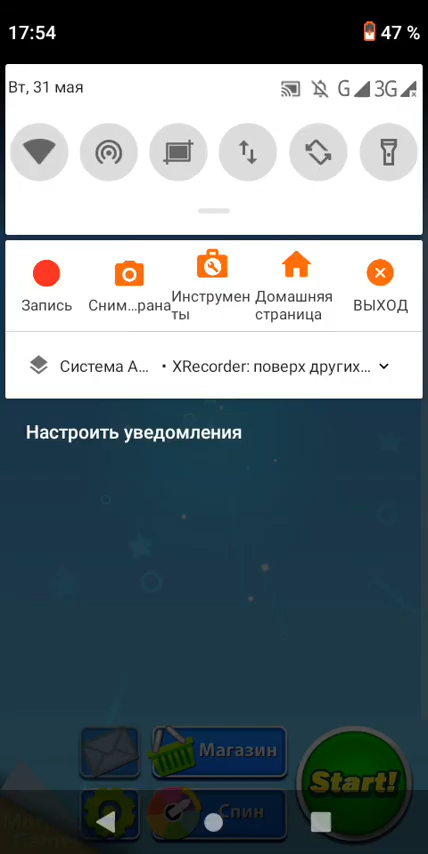 17:54
47 %
Вт, 31 мая
G
3G
Запись
Сним…рана
Инструмен
ты
Домашняя
страница
ВЫХОД
Система A… • XRecorder: поверх других…
Настроить уведомления
Магазин
Start!
Спин